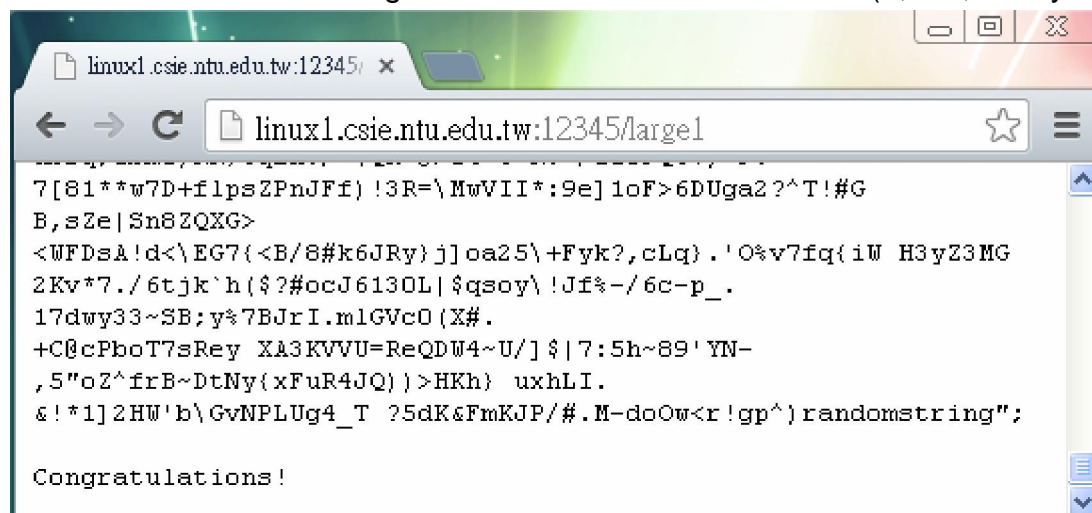 linux1.csie.ntu.edu.tw:12345/
linux1.csie.ntu.edu.tw:12345/large1
7[81**w7D+flpsZPnJFf)!3R=\MwVII*:9e]1oF>6DUga2?^T!#G
B,sZe|Sn8ZQXG>
<WFDsA!d<\EG7{<B/8#k6JRy}j]oa25\+Fyk?,cLq}.'O%v7fq{iW H3yZ3MG
2Kv*7./6tjk`h($?#ocJ613OL|$qsoy\!Jf%-/6c-p_.
17dwy33~SB;y%7BJrI.mlGVcO(X#.
+C@cPboT7sRey XA3KVVU=ReQDW4~U/]$|7:5h~89'YN-
,5"oZ^frB~DtNy{xFuR4JQ))>HKh} uxhLI.
&!*1]2HW'b\GvNPLUg4_T ?5dK&FmKJP/#.M-doOw<r!gp^)randomstring";
Congratulations!